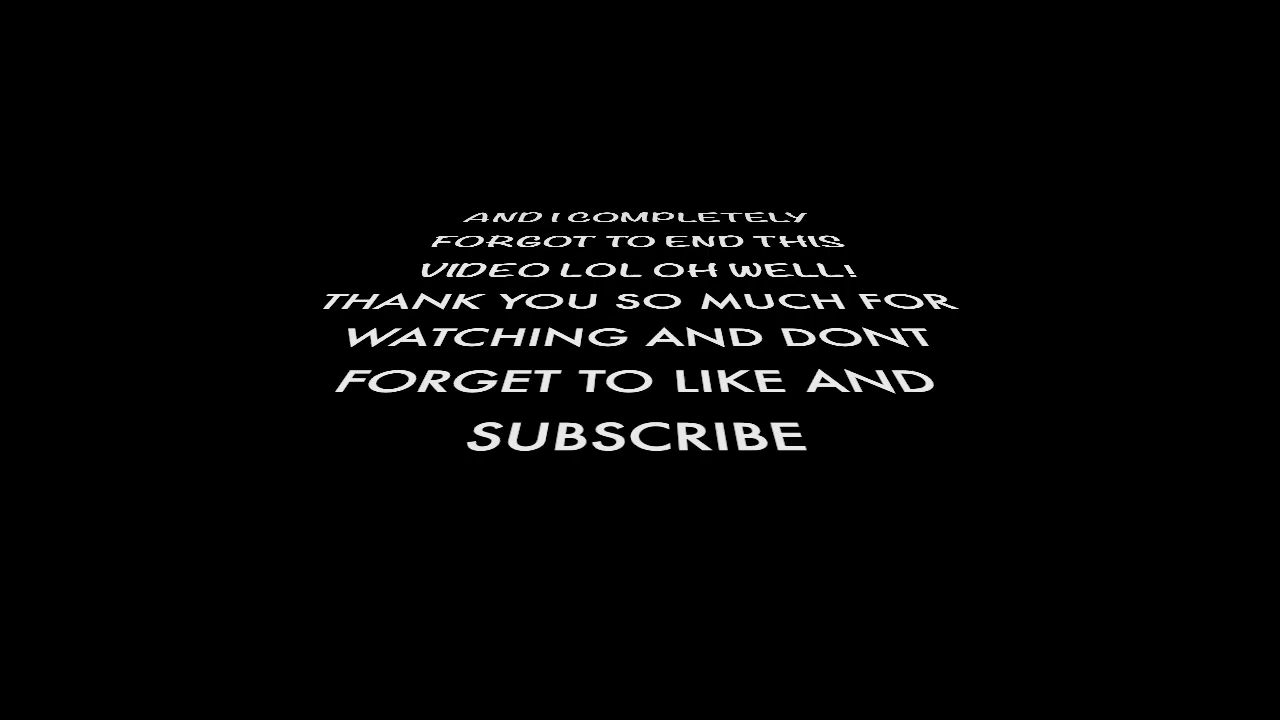 AND I COMPLETELY
FORGOT TO END THIS
VIDEO LOL OH WELL!
THANK YOU SO MUCH FOR
WATCHING AND DONT
FORGET TO LIKE AND
SUBSCRIBE